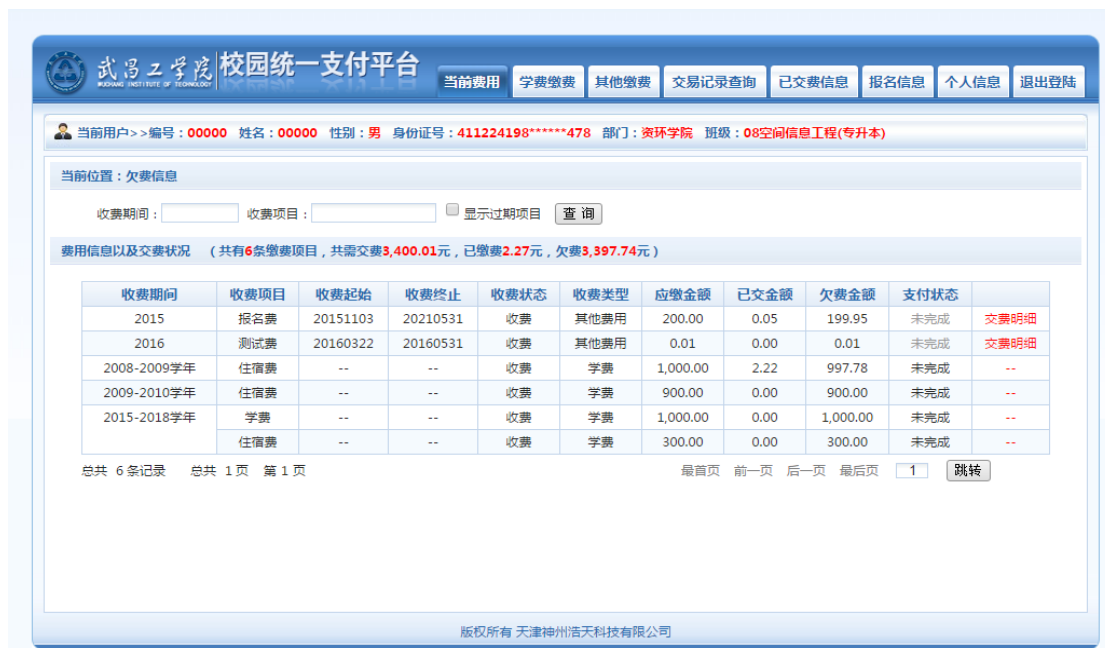 武昌工学院 校园统一支付平台
WUCHANG INSTITUTE OF TECHNOLOGY
当前费用 学费缴费 其他缴费 交易记录查询 已交费信息 报名信息 个人信息 退出登陆
当前用户>>编号：00000 姓名：00000 性别：男 身份证号：411224198******478 部门：资环学院 班级：08空间信息工程(专升本)
当前位置：欠费信息
收费期间： 收费项目： 显示过期项目 查 询
费用信息以及交费状况 （共有6条缴费项目，共需交费3,400.01元，已缴费2.27元，欠费3,397.74元）
收费期间 收费项目 收费起始 收费终止 收费状态 收费类型 应缴金额 已交金额 欠费金额 支付状态
2015 报名费 20151103 20210531 收费 其他费用 200.00 0.05 199.95 未完成 交费明细
2016 测试费 20160322 20160531 收费 其他费用 0.01 0.00 0.01 未完成 交费明细
2008-2009学年 住宿费 -- -- 收费 学费 1,000.00 2.22 997.78 未完成 --
2009-2010学年 住宿费 -- -- 收费 学费 900.00 0.00 900.00 未完成 --
2015-2018学年 学费 -- -- 收费 学费 1,000.00 0.00 1,000.00 未完成 --
住宿费 -- -- 收费 学费 300.00 0.00 300.00 未完成 --
总共 6 条记录 总共 1 页 第 1 页 最首页 前一页 后一页 最后页 1 跳转
版权所有 天津神州浩天科技有限公司